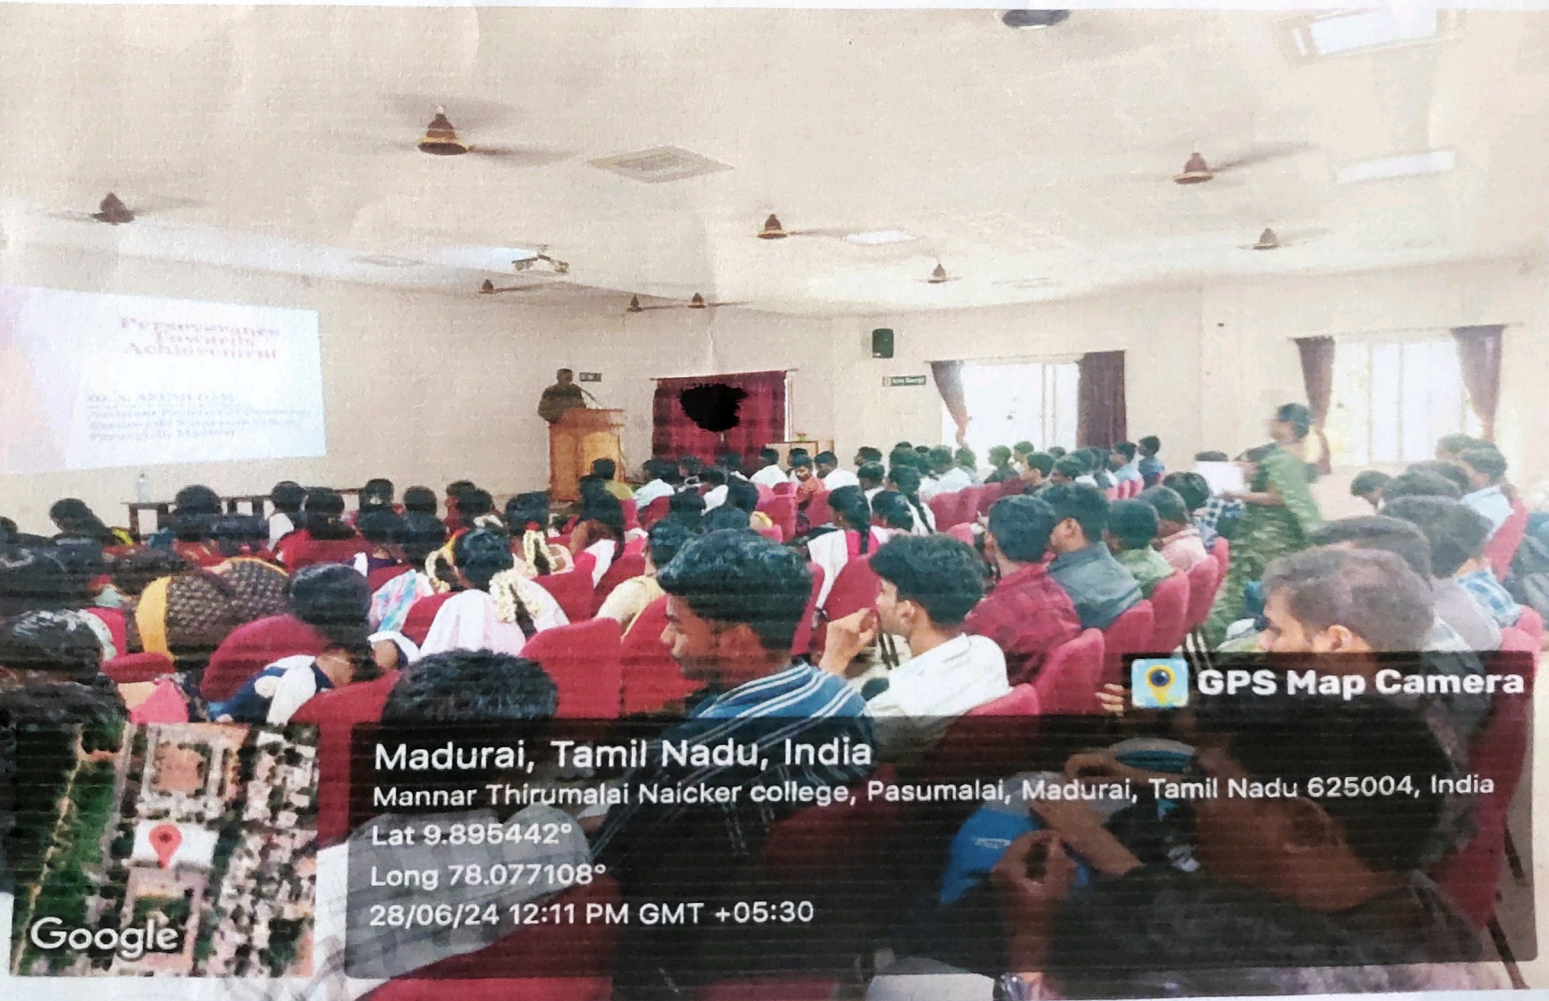 Perseverance
Towards
Achievement
GPS Map Camera
Madurai, Tamil Nadu, India
Mannar Thirumalai Naicker college, Pasumalai, Madurai, Tamil Nadu 625004, India
Lat 9.895442°
Long 78.077108°
28/06/24 12:11 PM GMT +05:30
Google